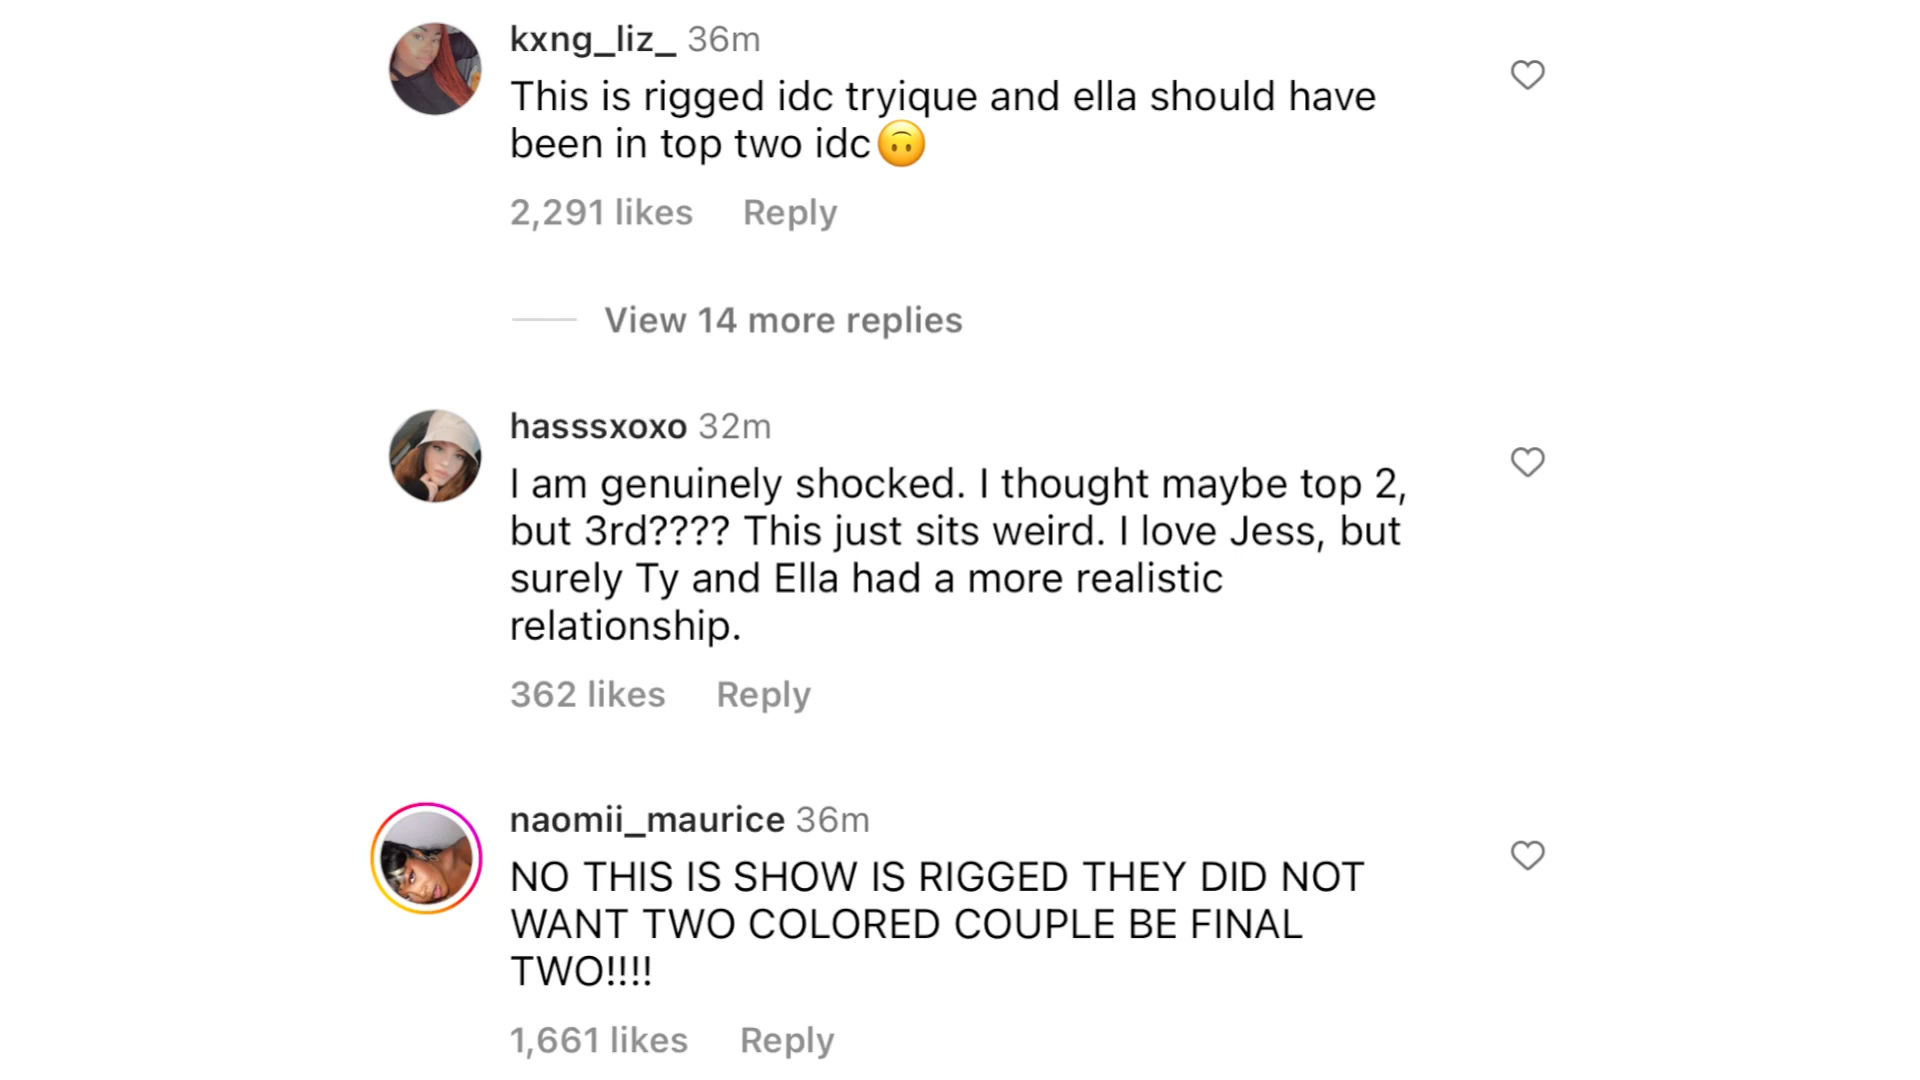 kxng_liz_ 36m
This is rigged idc tryique and ella should have
been in top two idc🙃
2,291 likes Reply
View 14 more replies
hasssxoxo 32m
I am genuinely shocked. I thought maybe top 2,
but 3rd???? This just sits weird. I love Jess, but
surely Ty and Ella had a more realistic
relationship.
362 likes Reply
naomii_maurice 36m
NO THIS IS SHOW IS RIGGED THEY DID NOT
WANT TWO COLORED COUPLE BE FINAL
TWO!!!!
1,661 likes Reply